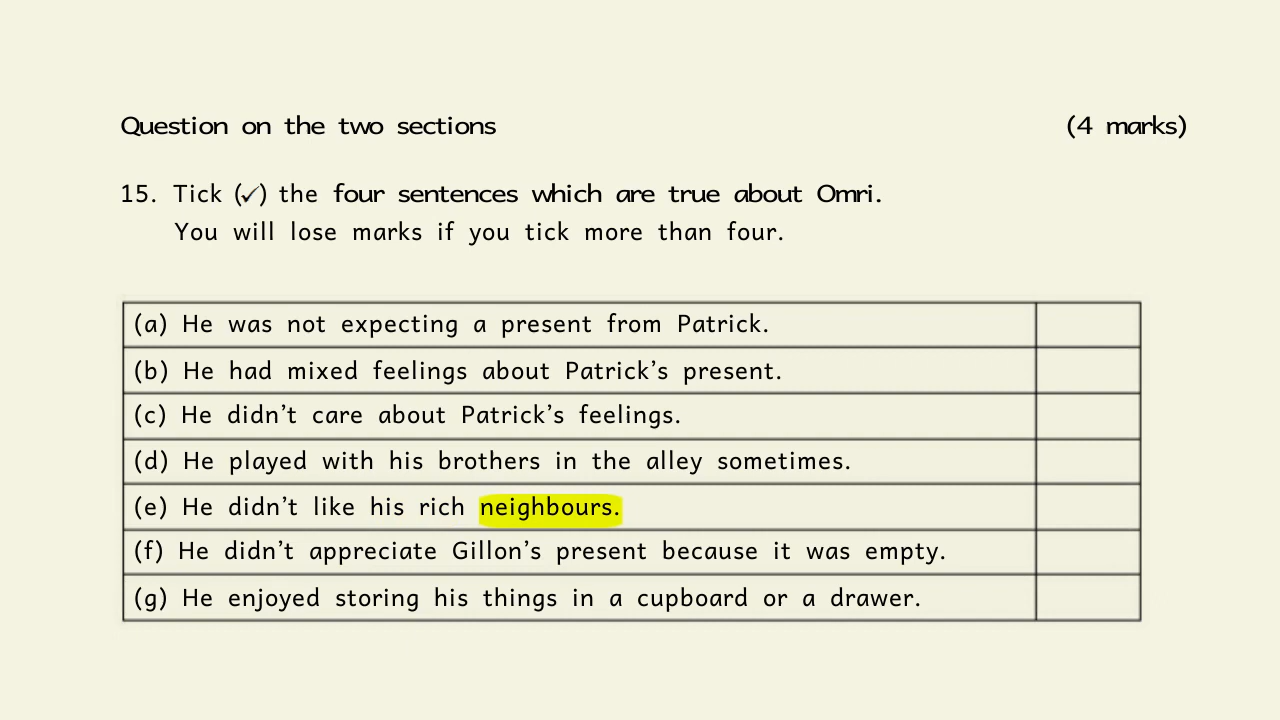 Question on the two sections (4 marks)
15. Tick (✓) the four sentences which are true about Omri.
You will lose marks if you tick more than four.
(a) He was not expecting a present from Patrick.
(b) He had mixed feelings about Patrick's present.
(c) He didn't care about Patrick's feelings.
(d) He played with his brothers in the alley sometimes.
(e) He didn't like his rich neighbours.
(f) He didn't appreciate Gillon's present because it was empty.
(g) He enjoyed storing his things in a cupboard or a drawer.